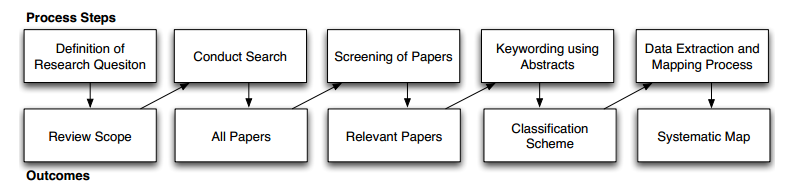 Process Steps
Definition of
Research Quesiton
Conduct Search
Screening of Papers
Keywording using
Abstracts
Data Extraction and
Mapping Process
Review Scope
All Papers
Relevant Papers
Classification
Scheme
Systematic Map
Outcomes